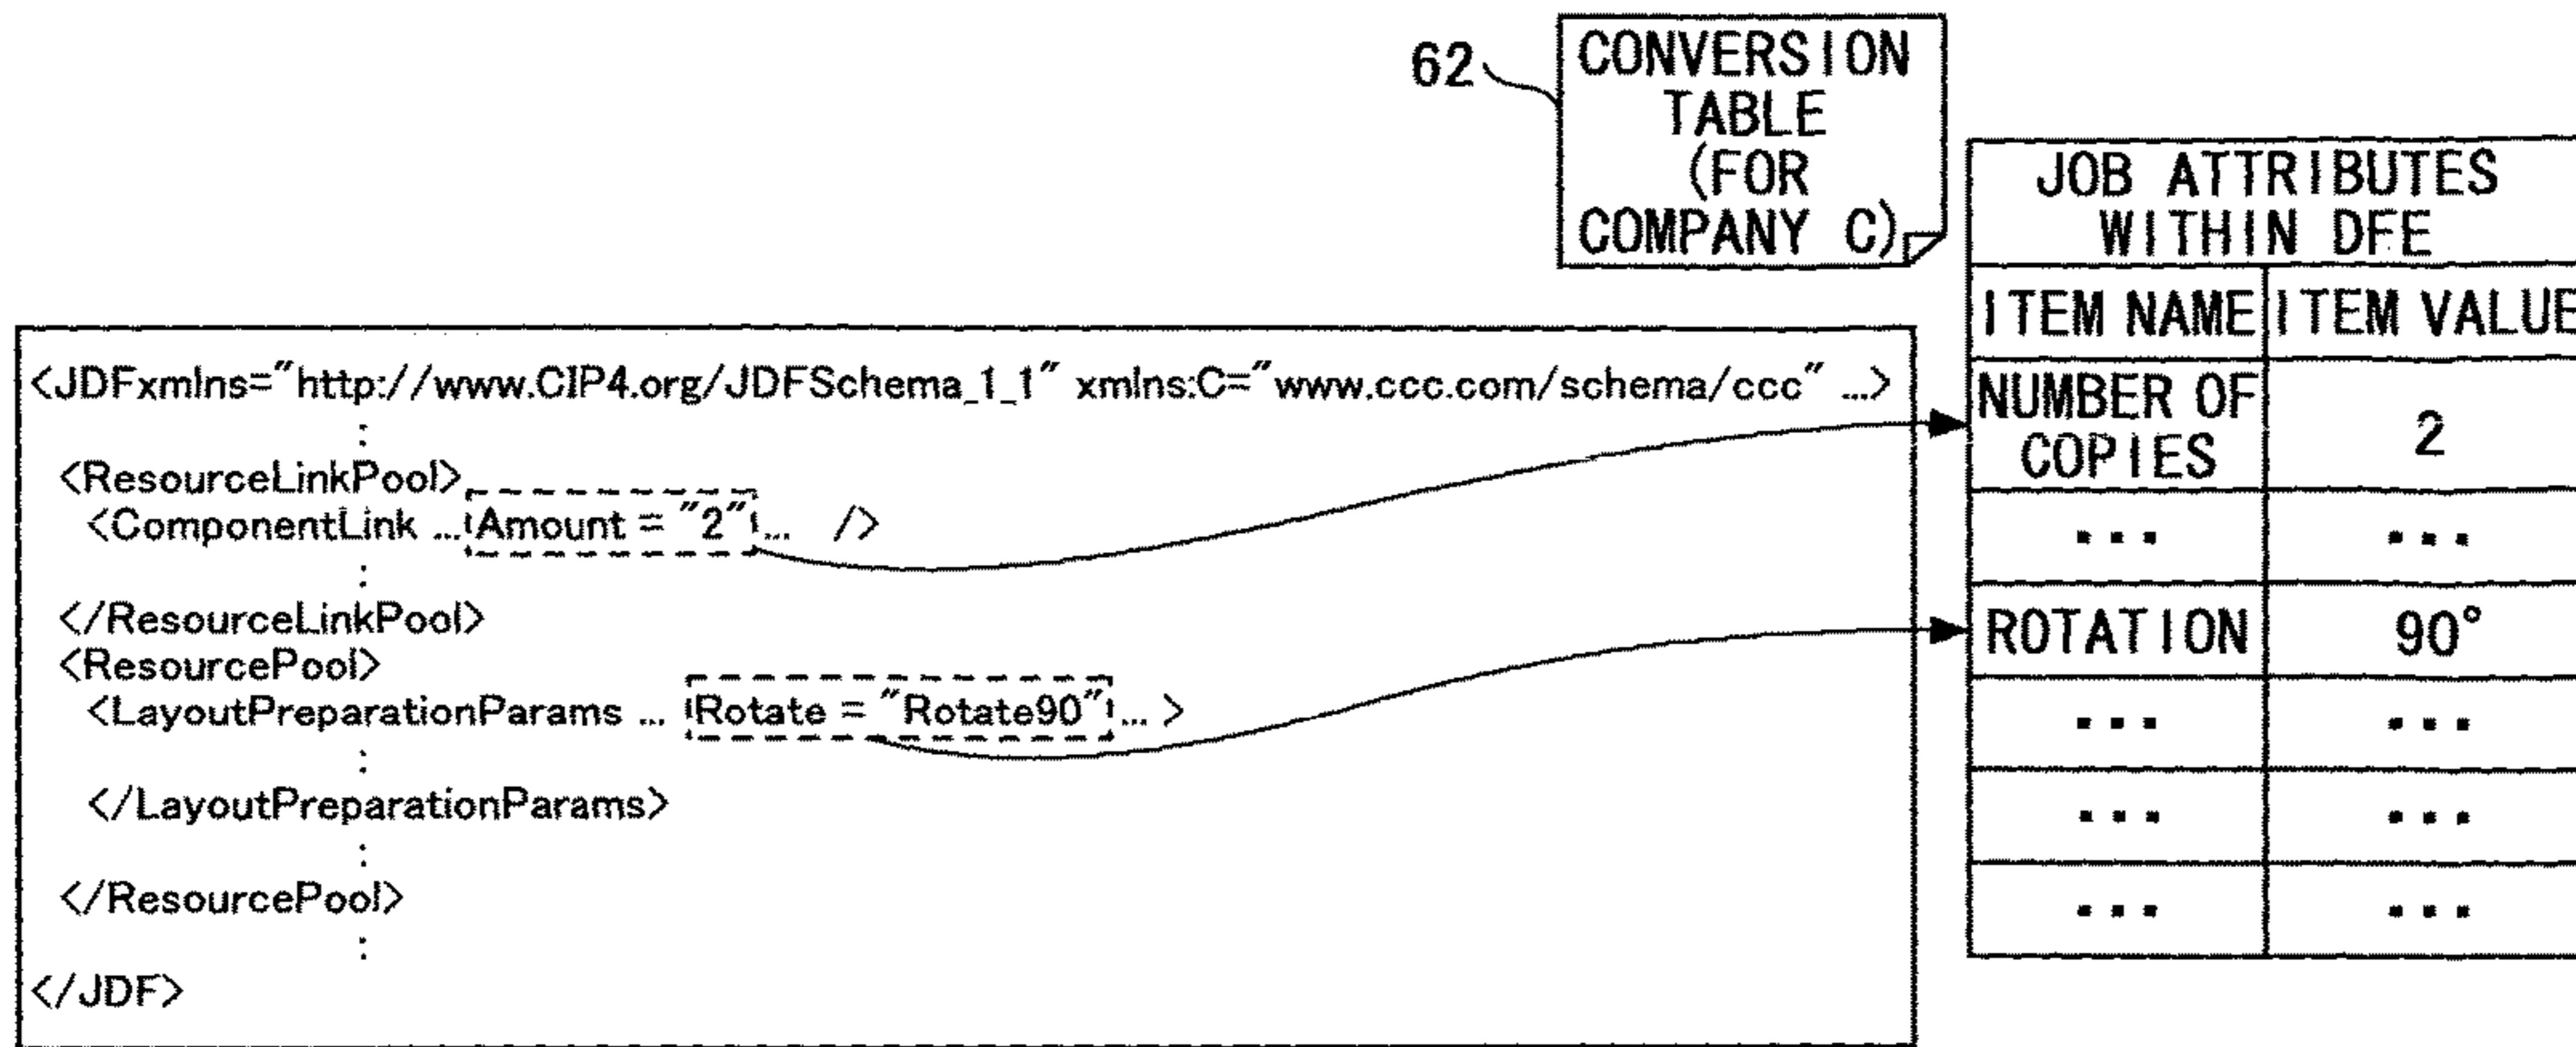 62
CONVERSION
TABLE
(FOR
COMPANY C)
<JDFxmlns="http://www.CIP4.org/JDFSchema_1_1" xmlns:C="www.ccc.com/schema/ccc" ...>
:
<ResourceLinkPool>
<ComponentLink ... Amount = "2" ... />
:
</ResourceLinkPool>
<ResourcePool>
<LayoutPreparationParams ... Rotate = "Rotate90" ... >
:
</LayoutPreparationParams>
:
</ResourcePool>
:
</JDF>
JOB ATTRIBUTES
WITHIN DFE
ITEM NAME ITEM VALUE
NUMBER OF
COPIES 2
... ...
ROTATION 90°
... ...
... ...
... ...